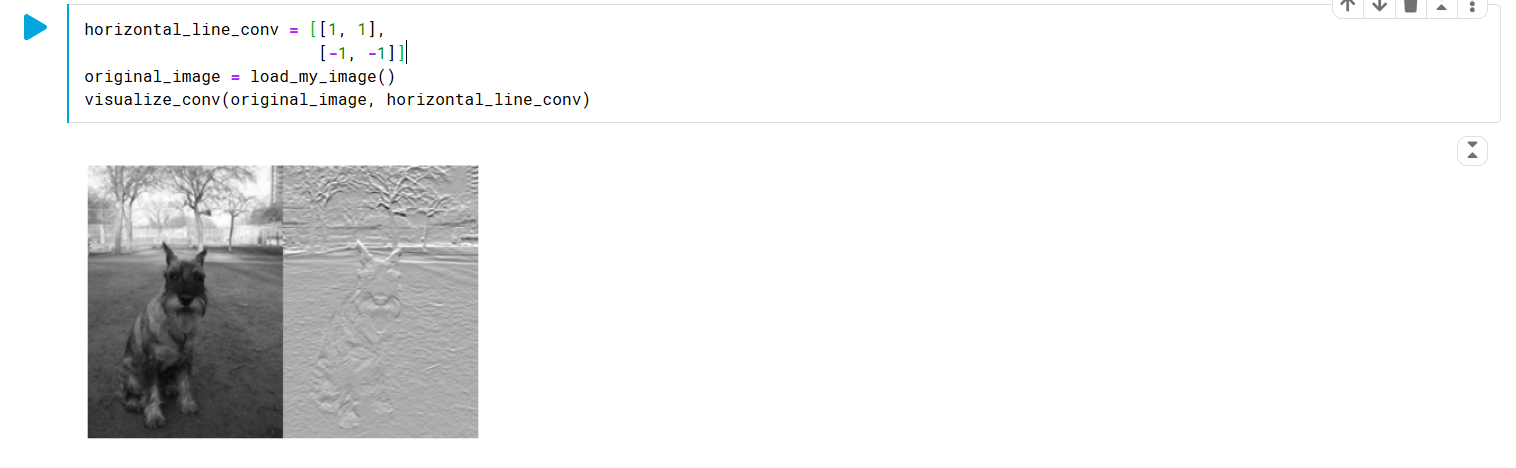 horizontal_line_conv = [[1, 1],
[-1, -1]]
original_image = load_my_image()
visualize_conv(original_image, horizontal_line_conv)